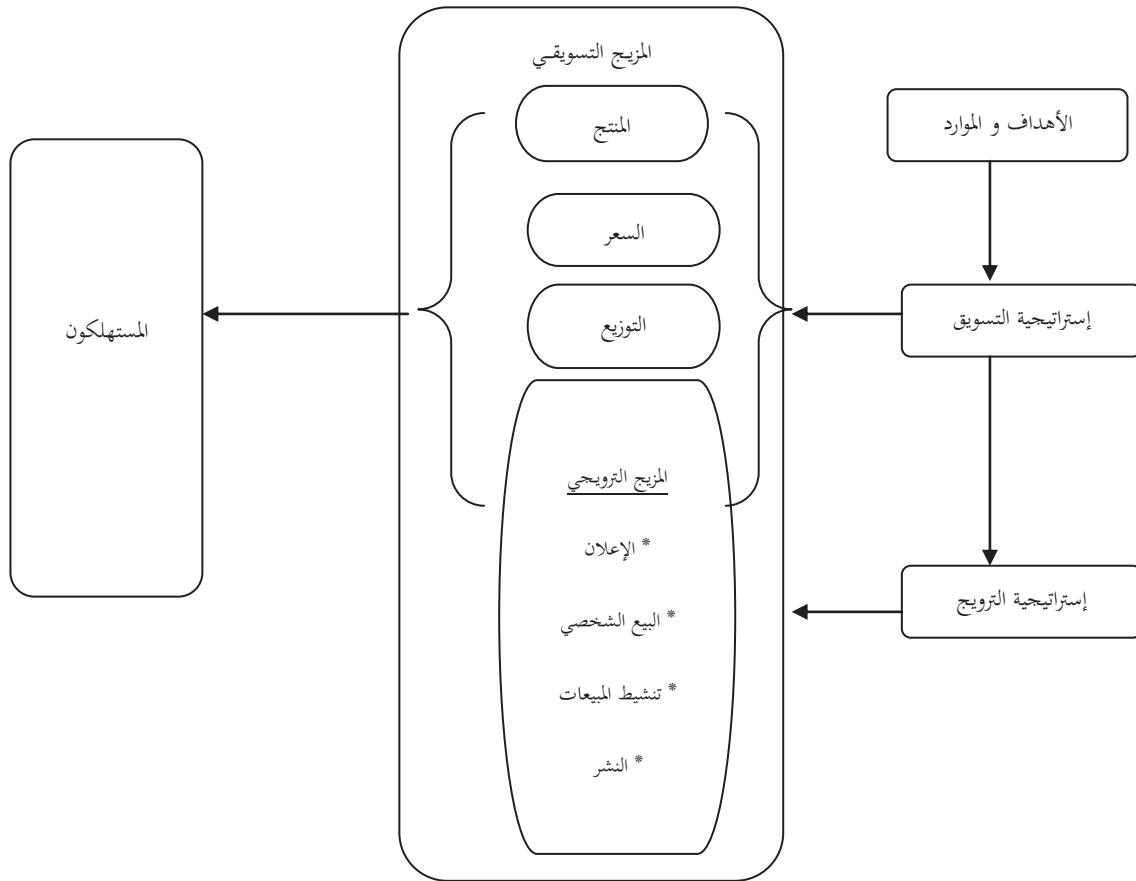 المزيج التسويقي
المنتج
الأهداف و الموارد
السعر
إستراتيجية التسويق
التوزيع
المستهلكون
المزيج الترويجي
* الإعلان
إستراتيجية الترويج
* البيع الشخصي
* تنشيط المبيعات
* النشر